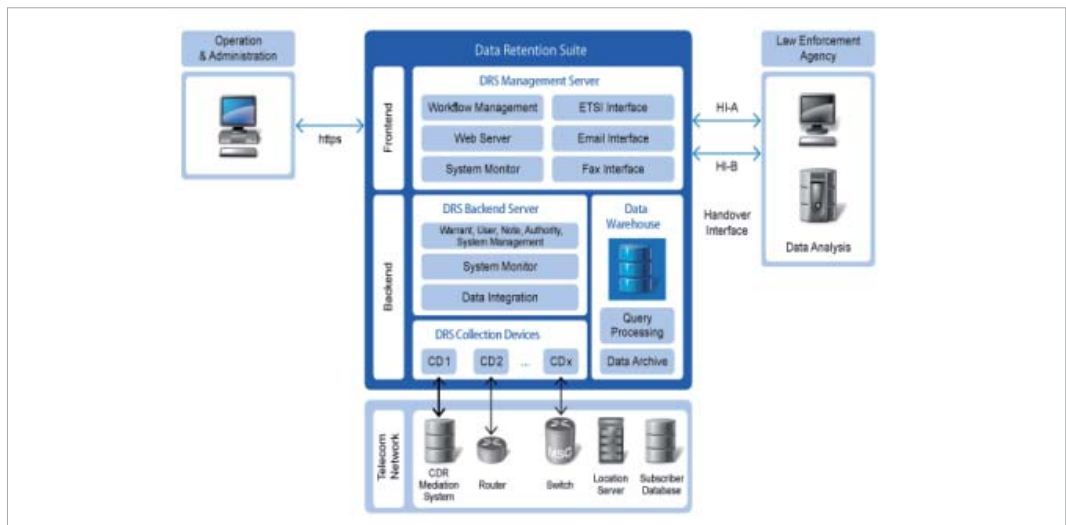 Operation
& Administration
https
Data Retention Suite
Frontend
DRS Management Server
Workflow Management
ETSI Interface
Web Server
Email Interface
System Monitor
Fax Interface
Backend
DRS Backend Server
Warrant, User, Note, Authority,
System Management
System Monitor
Data Integration
Data
Warehouse
Query
Processing
Data Archive
DRS Collection Devices
CD1
CD2
...
CDx
HI-A
HI-B
Handover
Interface
Law Enforcement
Agency
Data Analysis
Telecom
Network
CDR
Mediation
System
Router
MSC
Switch
Location
Server
Subscriber
Database